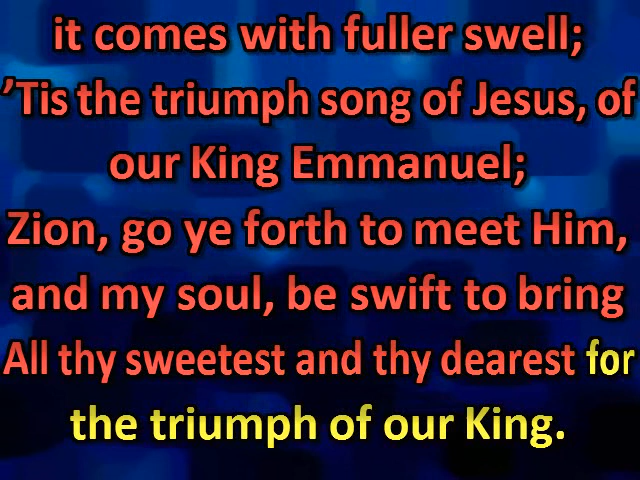 it comes with fuller swell;
’Tis the triumph song of Jesus, of
our King Emmanuel;
Zion, go ye forth to meet Him,
and my soul, be swift to bring
All thy sweetest and thy dearest for
the triumph of our King.